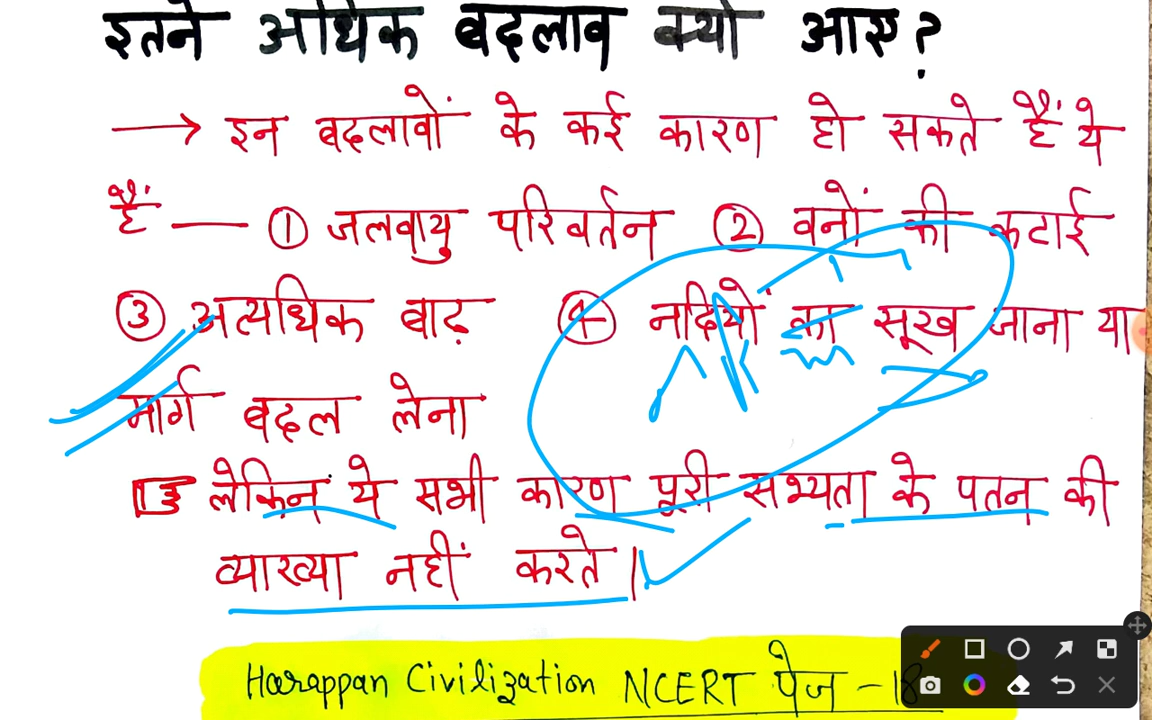 इतने अधिक बदलाव क्यों आए?
→ इन बदलावों के कई कारण हो सकते हैं ये
हैं — ① जलवायु परिवर्तन ② वनों की कटाई
③ अत्यधिक बाढ़ ④ नदियों का सूख जाना या
मार्ग बदल लेना
लेकिन ये सभी कारण पूरी सभ्यता के पतन की
व्याख्या नहीं करते।
Harappan Civilization NCERT पेज - 18